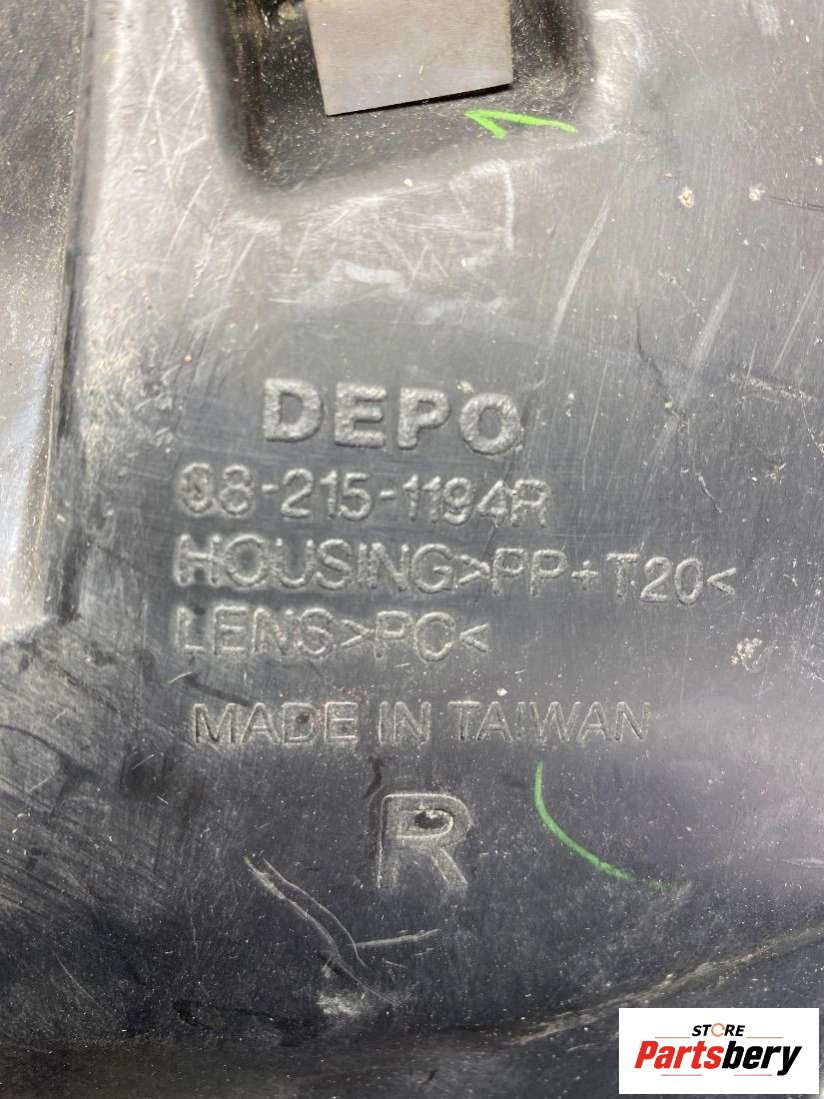 DEPO
88-215-1194R
HOUSING>PP+T20<
LENS>PC<
MADE IN TAIWAN
R
STORE
Partsbery